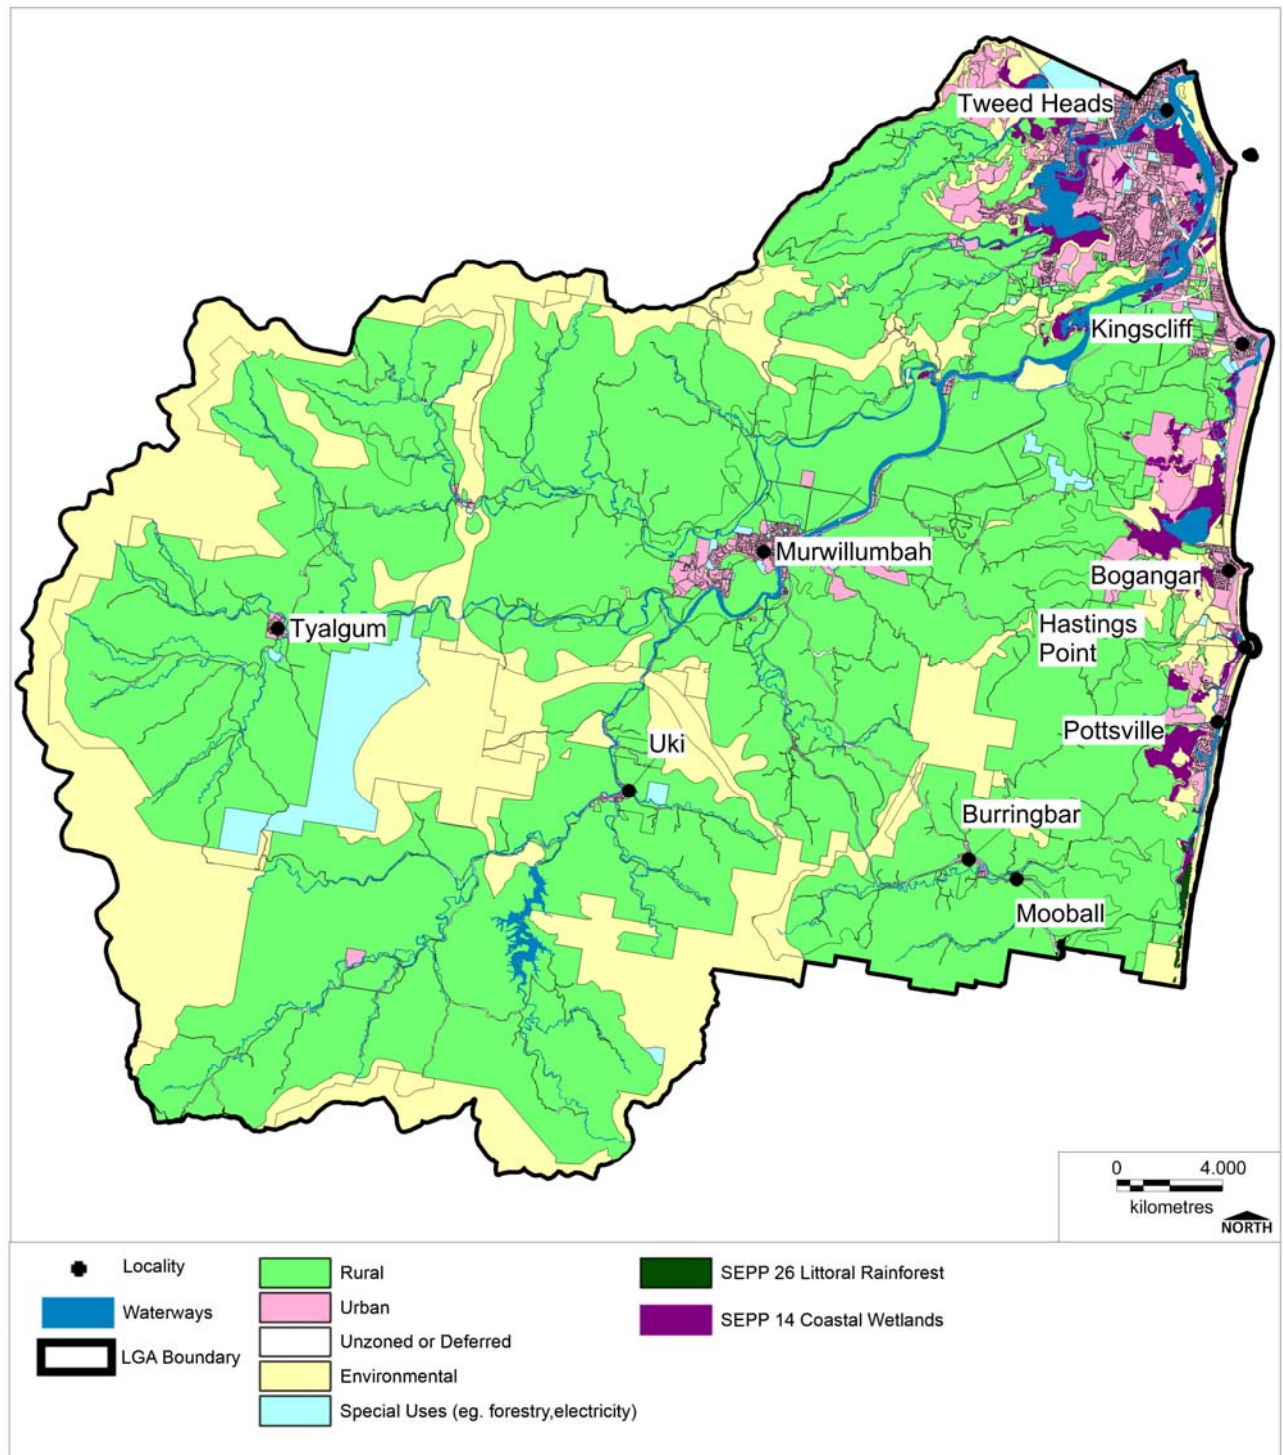 Tweed Heads
Kingscliff
Murwillumbah
Bogangar
Tyalgum
Hastings
Point
Pottsville
Uki
Burringbar
Mooball
0 4.000
kilometres
NORTH
Locality
Waterways
LGA Boundary
Rural
Urban
Unzoned or Deferred
Environmental
Special Uses (eg. forestry,electricity)
SEPP 26 Littoral Rainforest
SEPP 14 Coastal Wetlands